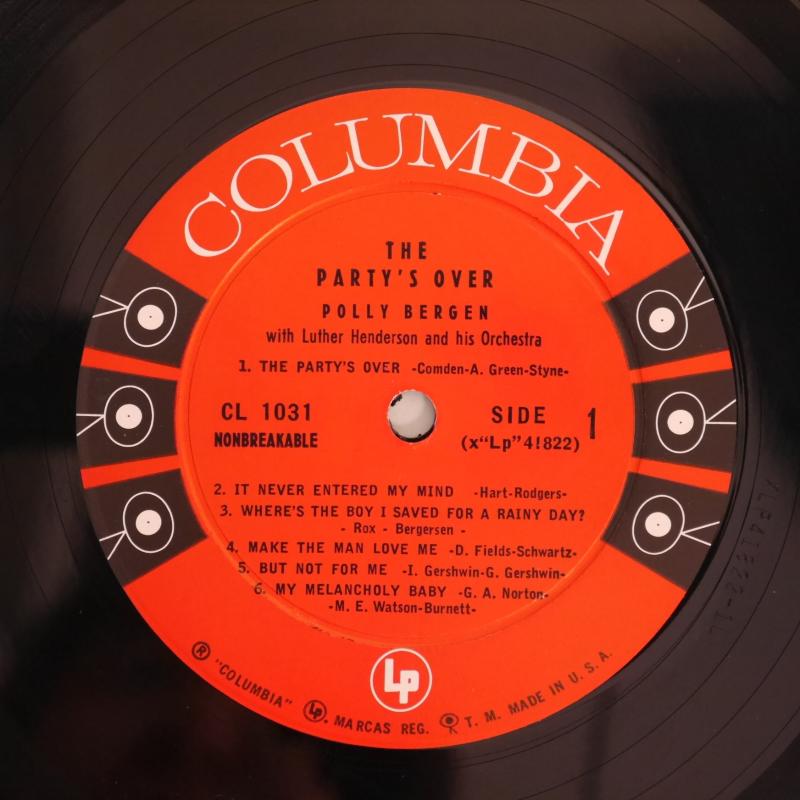 COLUMBIA
THE
PARTY'S OVER
POLLY BERGEN
with Luther Henderson and his Orchestra
1. THE PARTY'S OVER -Comden-A. Green-Styne-
CL 1031
NONBREAKABLE
SIDE 1
(x"Lp"41822)
2. IT NEVER ENTERED MY MIND -Hart-Rodgers-
3. WHERE'S THE BOY I SAVED FOR A RAINY DAY?
- Rox - Bergersen -
4. MAKE THE MAN LOVE ME -D. Fields-Schwartz-
5. BUT NOT FOR ME -I. Gershwin-G. Gershwin-
6. MY MELANCHOLY BABY -G. A. Norton-
-M. E. Watson-Burnett-
Lp
® "COLUMBIA" Lp. MARCAS REG. T. M. MADE IN U. S. A.